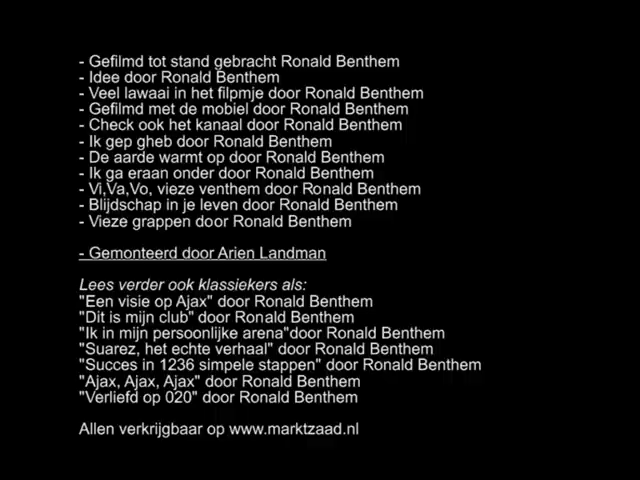 - Gefilmd tot stand gebracht Ronald Benthem
- Idee door Ronald Benthem
- Veel lawaai in het filpmje door Ronald Benthem
- Gefilmd met de mobiel door Ronald Benthem
- Check ook het kanaal door Ronald Benthem
- Ik gep gheb door Ronald Benthem
- De aarde warmt op door Ronald Benthem
- Ik ga eraan onder door Ronald Benthem
- Vi,Va,Vo, vieze venthem door Ronald Benthem
- Blijdschap in je leven door Ronald Benthem
- Vieze grappen door Ronald Benthem
- Gemonteerd door Arien Landman
Lees verder ook klassiekers als:
"Een visie op Ajax" door Ronald Benthem
"Dit is mijn club" door Ronald Benthem
"Ik in mijn persoonlijke arena"door Ronald Benthem
"Suarez, het echte verhaal" door Ronald Benthem
"Succes in 1236 simpele stappen" door Ronald Benthem
"Ajax, Ajax, Ajax" door Ronald Benthem
"Verliefd op 020" door Ronald Benthem
Allen verkrijgbaar op www.marktzaad.nl